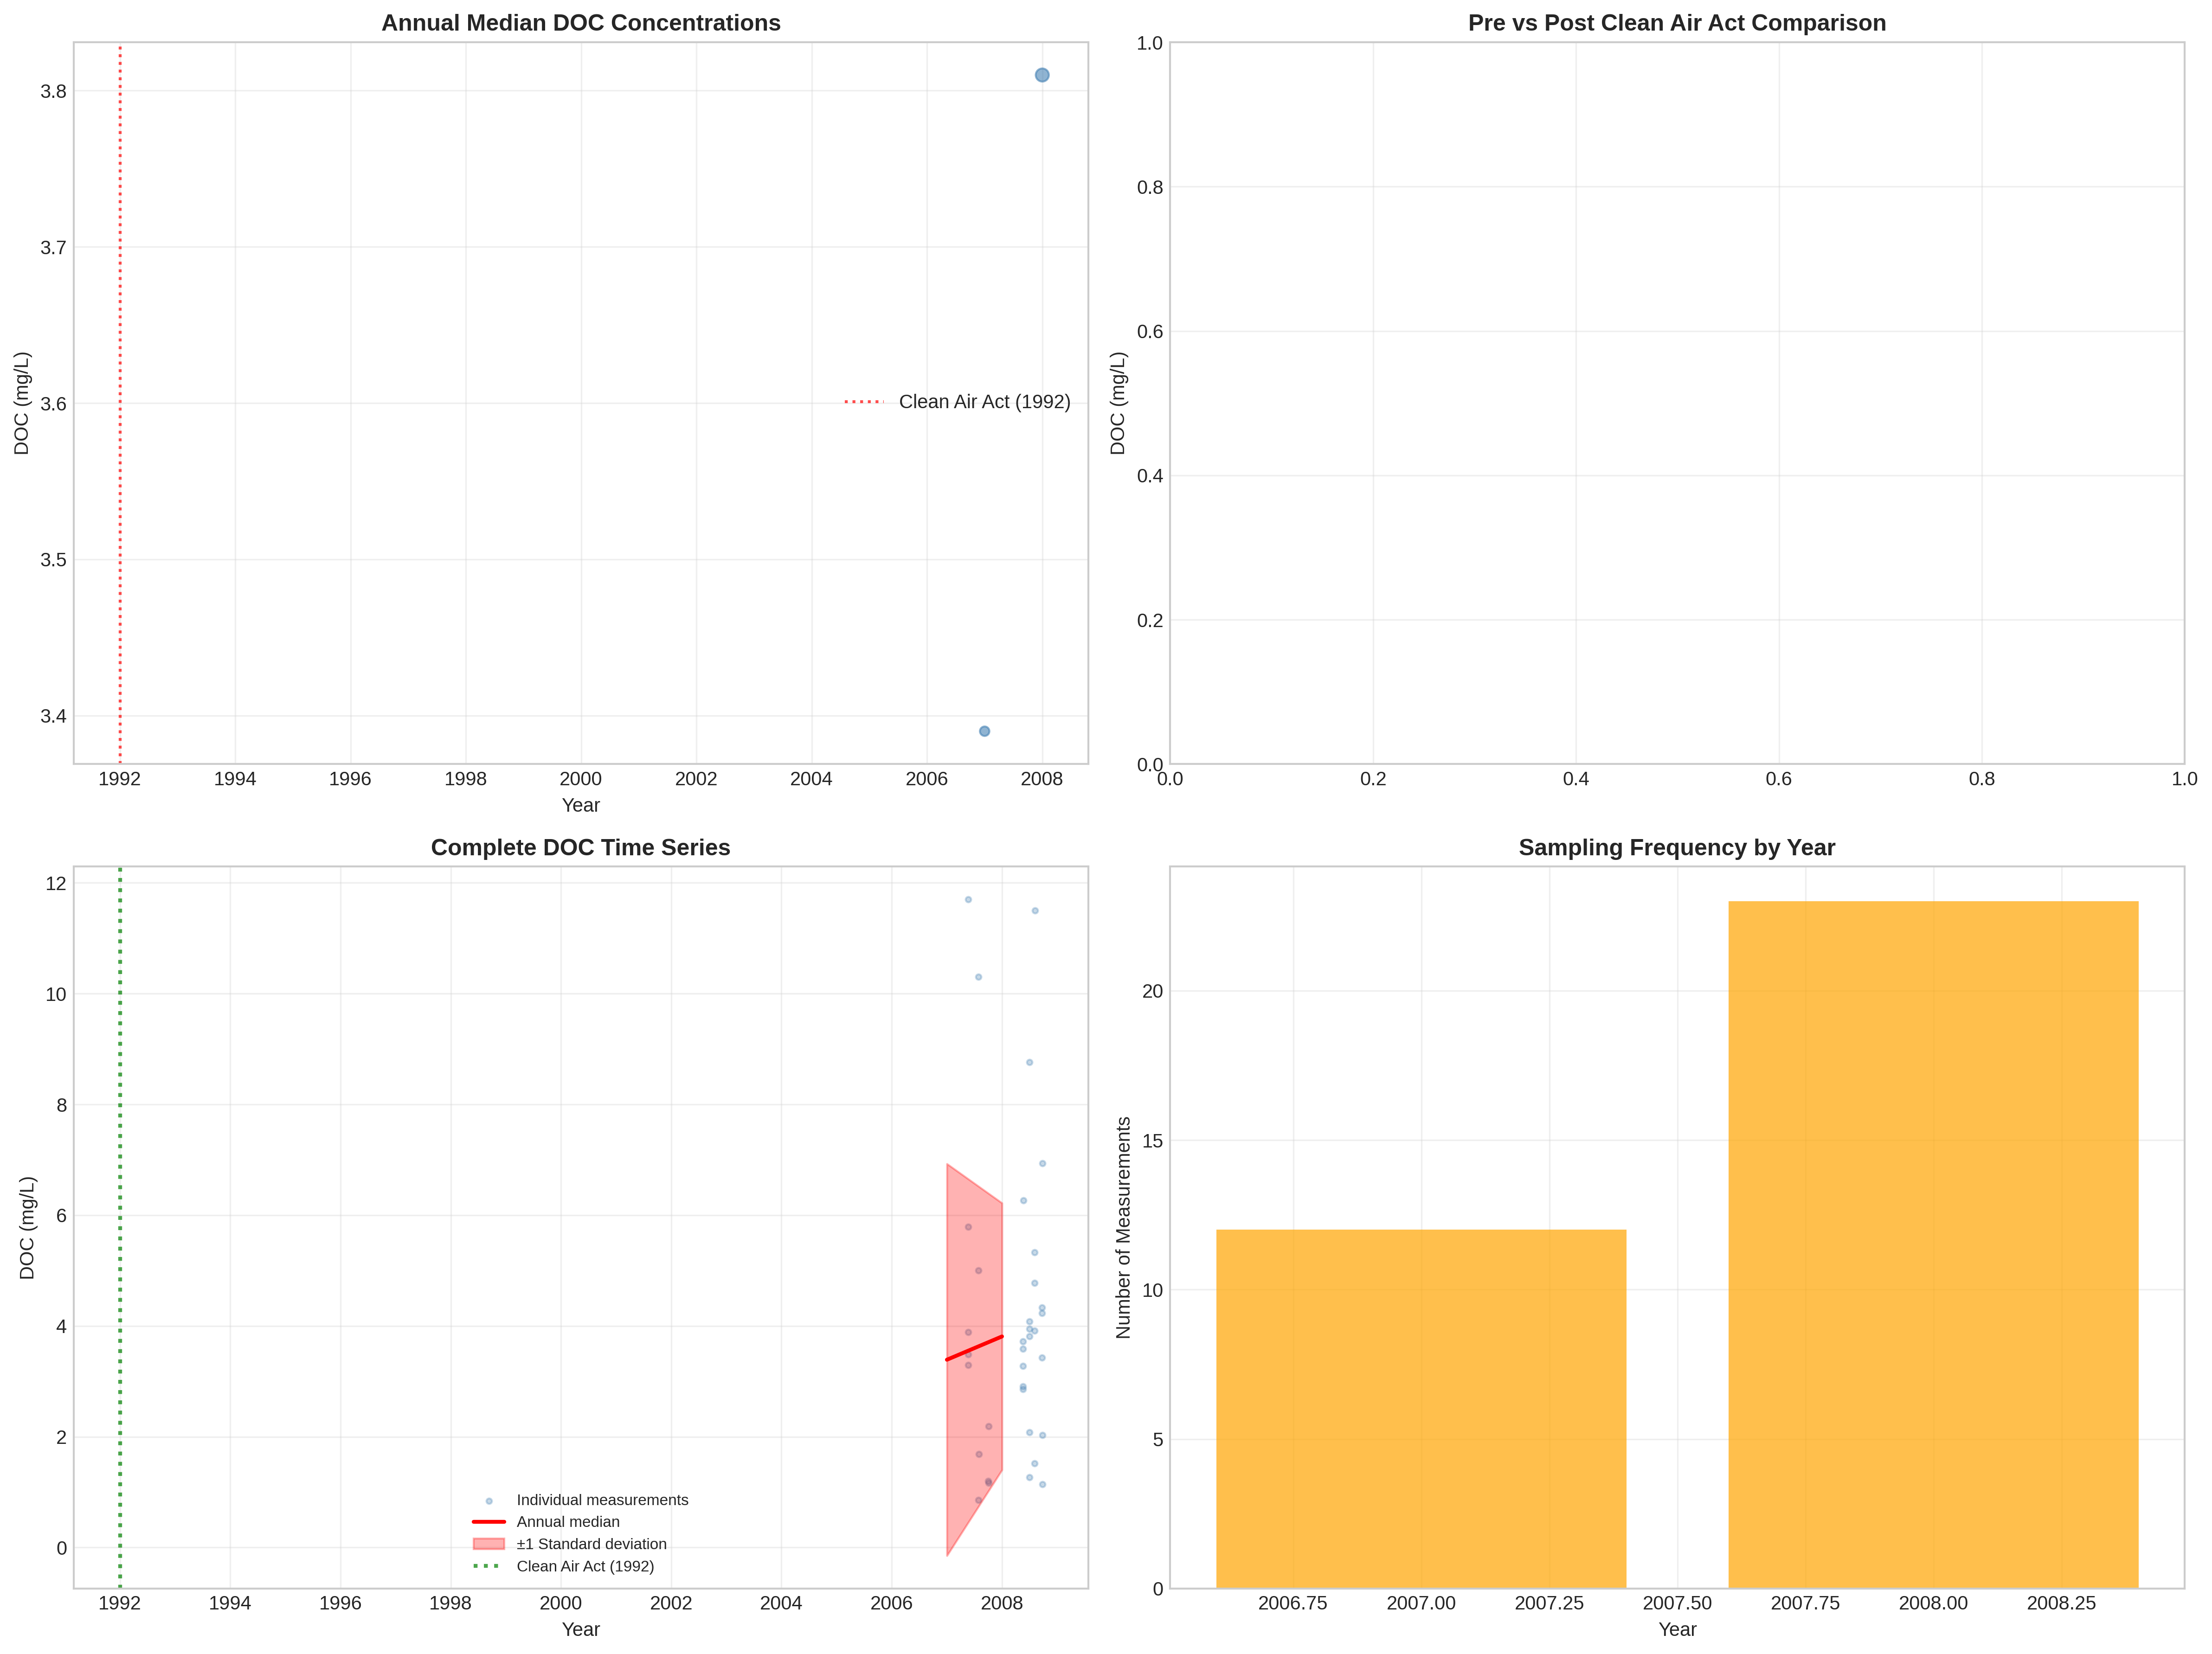 Annual Median DOC Concentrations
DOC (mg/L)
3.8
3.7
3.6
3.5
3.4
Clean Air Act (1992)
1992 1994 1996 1998 2000 2002 2004 2006 2008
Year
Pre vs Post Clean Air Act Comparison
DOC (mg/L)
1.0
0.8
0.6
0.4
0.2
0.0
0.0 0.2 0.4 0.6 0.8 1.0
Complete DOC Time Series
DOC (mg/L)
12
10
8
6
4
2
0
Individual measurements
Annual median
±1 Standard deviation
Clean Air Act (1992)
1992 1994 1996 1998 2000 2002 2004 2006 2008
Year
Sampling Frequency by Year
Number of Measurements
20
15
10
5
0
2006.75 2007.00 2007.25 2007.50 2007.75 2008.00 2008.25
Year